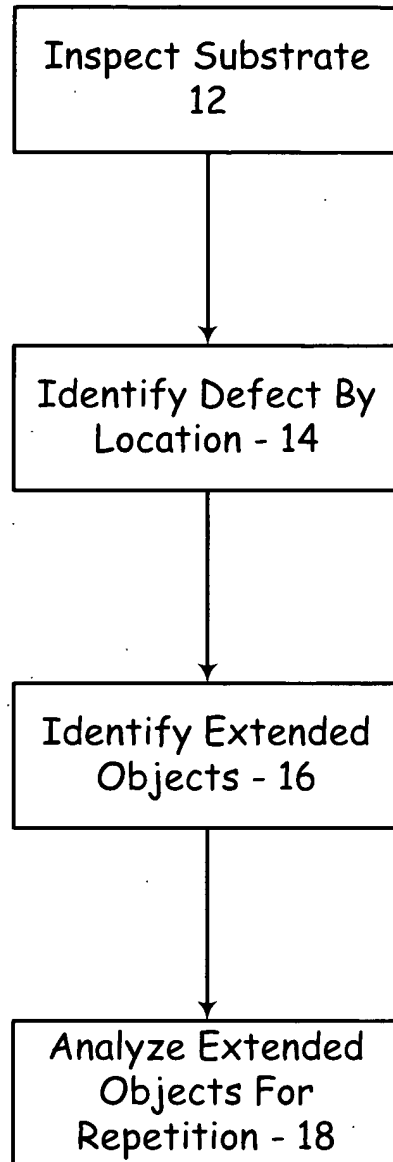 Inspect Substrate
12
Identify Defect By
Location - 14
Identify Extended
Objects - 16
Analyze Extended
Objects For
Repetition - 18